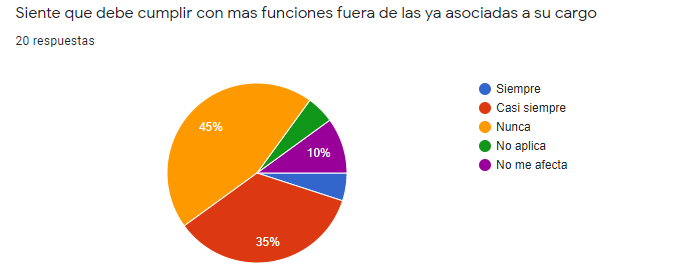 Siente que debe cumplir con mas funciones fuera de las ya asociadas a su cargo
20 respuestas
45%
10%
35%
Siempre
Casi siempre
Nunca
No aplica
No me afecta